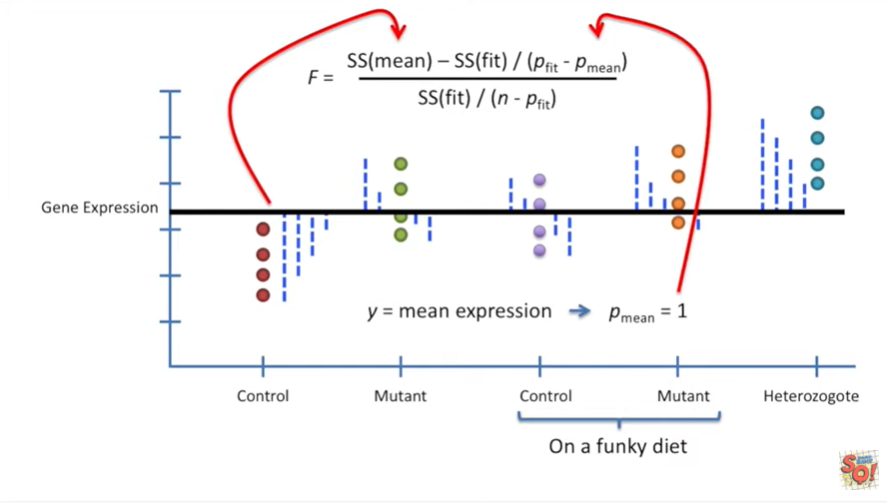 SS(mean) – SS(fit) / (pfit - pmean)
F =
SS(fit) / (n - pfit)
Gene Expression
y = mean expression → pmean = 1
Control Mutant Control Mutant Heterozogote
On a funky diet
SQ!